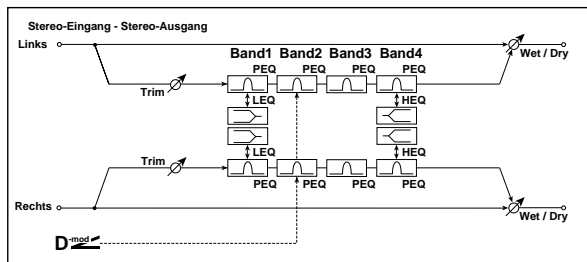 Stereo-Eingang - Stereo-Ausgang
Links
Band1 Band2 Band3 Band4
PEQ PEQ PEQ PEQ
Wet / Dry
Trim
LEQ HEQ
LEQ HEQ
Trim
PEQ PEQ PEQ PEQ
Rechts
Wet / Dry
D-mod